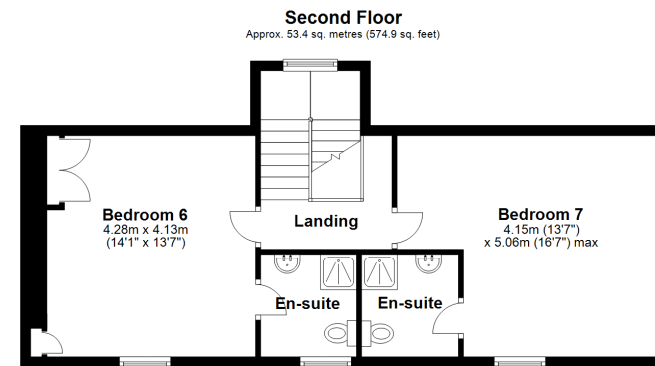 Second Floor
Approx. 53.4 sq. metres (574.9 sq. feet)
Bedroom 6
4.28m x 4.13m
(14'1" x 13'7")
Landing
Bedroom 7
4.15m (13'7")
x 5.06m (16'7") max
En-suite
En-suite